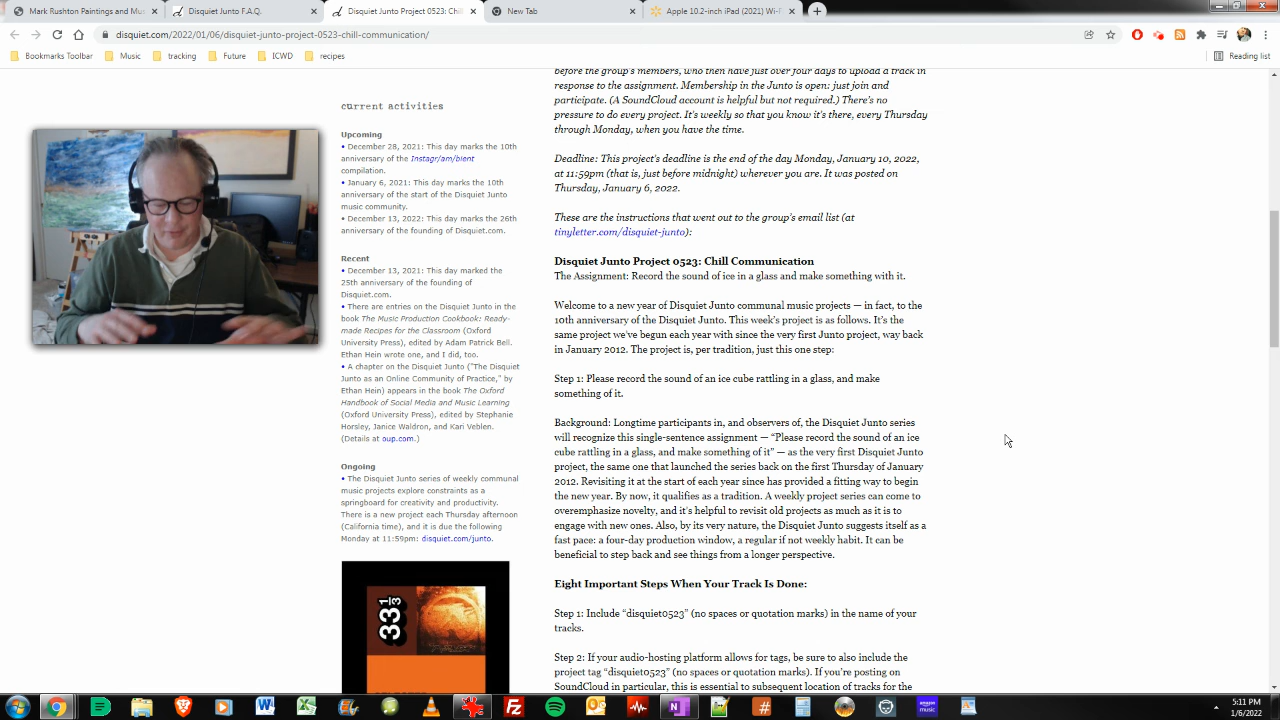 Mark Rushton Paintings and Mus
Disquiet Junto F.A.Q.
Disquiet Junto Project 0523: Chil
New Tab
Apple 10.2-inch iPad (2021) Wi-F
disquiet.com/2022/01/06/disquiet-junto-project-0523-chill-communication/
Bookmarks Toolbar
Music
tracking
Future
ICWD
recipes
Reading list
current activities
Upcoming
• December 28, 2021: This day marks the 10th
anniversary of the Instagr/am/bient
compilation.
• January 6, 2021: This day marks the 10th
anniversary of the start of the Disquiet Junto
music community.
• December 13, 2022: This day marks the 26th
anniversary of the founding of Disquiet.com.
Recent
• December 13, 2021: This day marked the
25th anniversary of the founding of
Disquiet.com.
• There are entries on the Disquiet Junto in the
book The Music Production Cookbook: Ready-
made Recipes for the Classroom (Oxford
University Press), edited by Adam Patrick Bell.
Ethan Hein wrote one, and I did, too.
• A chapter on the Disquiet Junto ("The Disquiet
Junto as an Online Community of Practice," by
Ethan Hein) appears in the book The Oxford
Handbook of Social Media and Music Learning
(Oxford University Press), edited by Stephanie
Horsley, Janice Waldron, and Kari Veblen.
(Details at oup.com.)
Ongoing
• The Disquiet Junto series of weekly communal
music projects explore constraints as a
springboard for creativity and productivity.
There is a new project each Thursday afternoon
(California time), and it is due the following
Monday at 11:59pm: disquiet.com/junto.
33 1/3
before the group's members, who then have just over four days to upload a track in
response to the assignment. Membership in the Junto is open: just join and
participate. (A SoundCloud account is helpful but not required.) There's no
pressure to do every project. It's weekly so that you know it's there, every Thursday
through Monday, when you have the time.
Deadline: This project's deadline is the end of the day Monday, January 10, 2022,
at 11:59pm (that is, just before midnight) wherever you are. It was posted on
Thursday, January 6, 2022.
These are the instructions that went out to the group's email list (at
tinyletter.com/disquiet-junto):
Disquiet Junto Project 0523: Chill Communication
The Assignment: Record the sound of ice in a glass and make something with it.
Welcome to a new year of Disquiet Junto communal music projects — in fact, to the
10th anniversary of the Disquiet Junto. This week's project is as follows. It's the
same project we've begun each year with since the very first Junto project, way back
in January 2012. The project is, per tradition, just this one step:
Step 1: Please record the sound of an ice cube rattling in a glass, and make
something of it.
Background: Longtime participants in, and observers of, the Disquiet Junto series
will recognize this single-sentence assignment — “Please record the sound of an ice
cube rattling in a glass, and make something of it” — as the very first Disquiet Junto
project, the same one that launched the series back on the first Thursday of January
2012. Revisiting it at the start of each year since has provided a fitting way to begin
the new year. By now, it qualifies as a tradition. A weekly project series can come to
overemphasize novelty, and it's helpful to revisit old projects as much as it is to
engage with new ones. Also, by its very nature, the Disquiet Junto suggests itself as a
fast pace: a four-day production window, a regular if not weekly habit. It can be
beneficial to step back and see things from a longer perspective.
Eight Important Steps When Your Track Is Done:
Step 1: Include “disquiet0523” (no spaces or quotation marks) in the name of your
tracks.
Step 2: If your audio-hosting platform allows for tags, be sure to also include the
project tag “disquiet0523” (no spaces or quotation marks). If you're posting on
SoundCloud in particular, this is essential to subsequent location of tracks for the
amazon
music
5:11 PM
1/6/2022